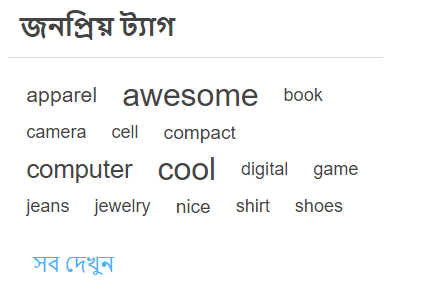 জনপ্রিয় ট্যাগ
apparel awesome book
camera cell compact
computer cool digital game
jeans jewelry nice shirt shoes
সব দেখুন